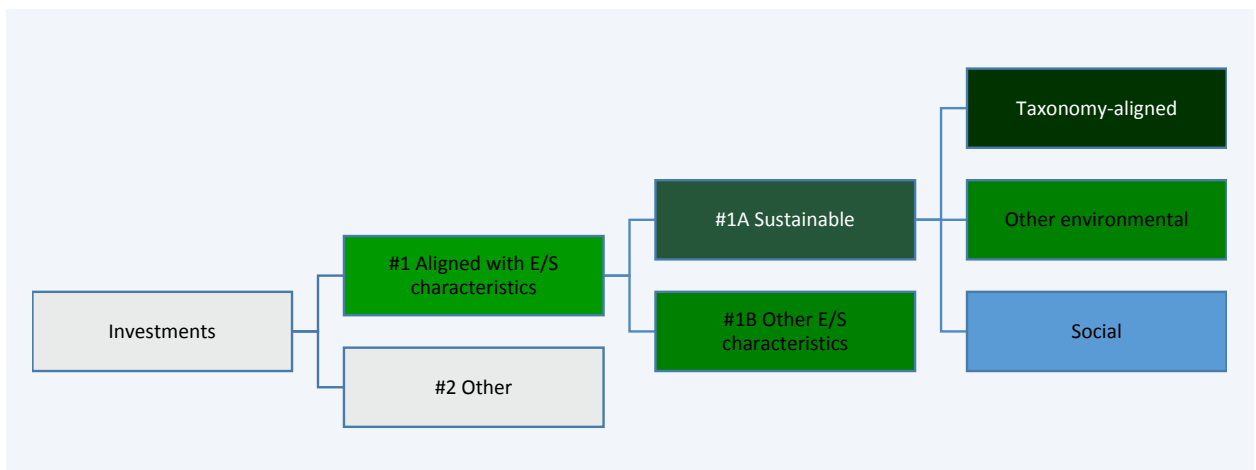 Investments
#1 Aligned with E/S
characteristics
#2 Other
#1A Sustainable
#1B Other E/S
characteristics
Taxonomy-aligned
Other environmental
Social